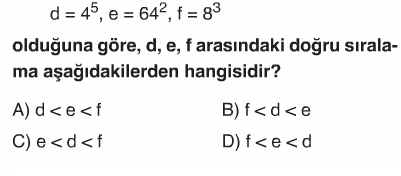 d = 4⁵, e = 64², f = 8³
olduğuna göre, d, e, f arasındaki doğru sırala-
ma aşağıdakilerden hangisidir?
A) d < e < f B) f < d < e
C) e < d < f D) f < e < d